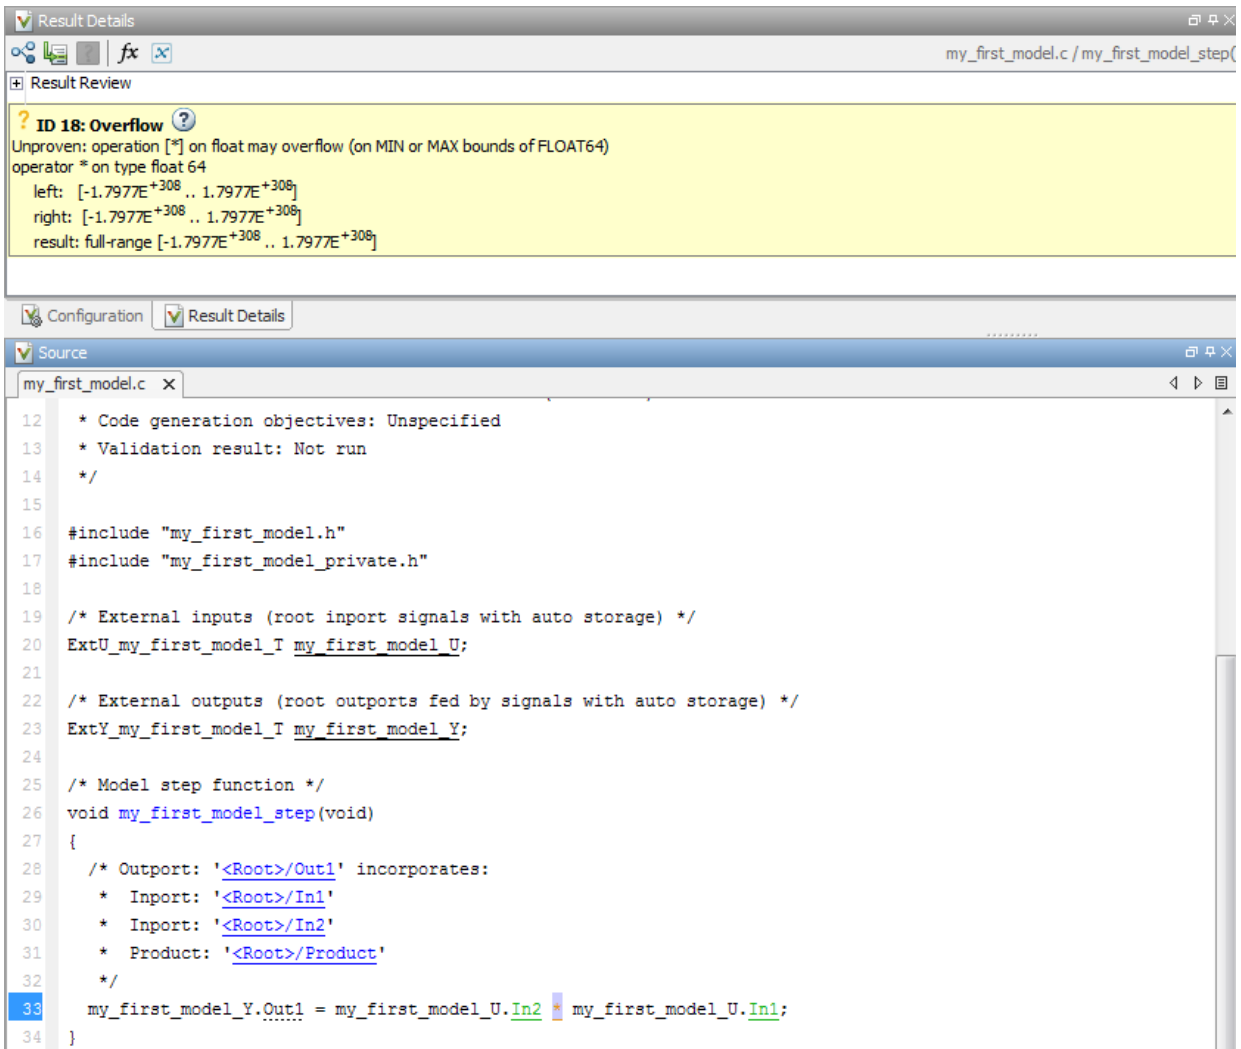 Result Details
fx x my_first_model.c / my_first_model_step(
Result Review
? ID 18: Overflow ?
Unproven: operation [*] on float may overflow (on MIN or MAX bounds of FLOAT64)
operator * on type float 64
left: [-1.7977E+308 .. 1.7977E+308]
right: [-1.7977E+308 .. 1.7977E+308]
result: full-range [-1.7977E+308 .. 1.7977E+308]
Configuration Result Details
Source
my_first_model.c
12 * Code generation objectives: Unspecified
13 * Validation result: Not run
14 */
15
16 #include "my_first_model.h"
17 #include "my_first_model_private.h"
18
19 /* External inputs (root inport signals with auto storage) */
20 ExtU_my_first_model_T my_first_model_U;
21
22 /* External outputs (root outports fed by signals with auto storage) */
23 ExtY_my_first_model_T my_first_model_Y;
24
25 /* Model step function */
26 void my_first_model_step(void)
27 {
28 /* Outport: '<Root>/Out1' incorporates:
29 * Inport: '<Root>/In1'
30 * Inport: '<Root>/In2'
31 * Product: '<Root>/Product'
32 */
33 my_first_model_Y.Out1 = my_first_model_U.In2 * my_first_model_U.In1;
34 }